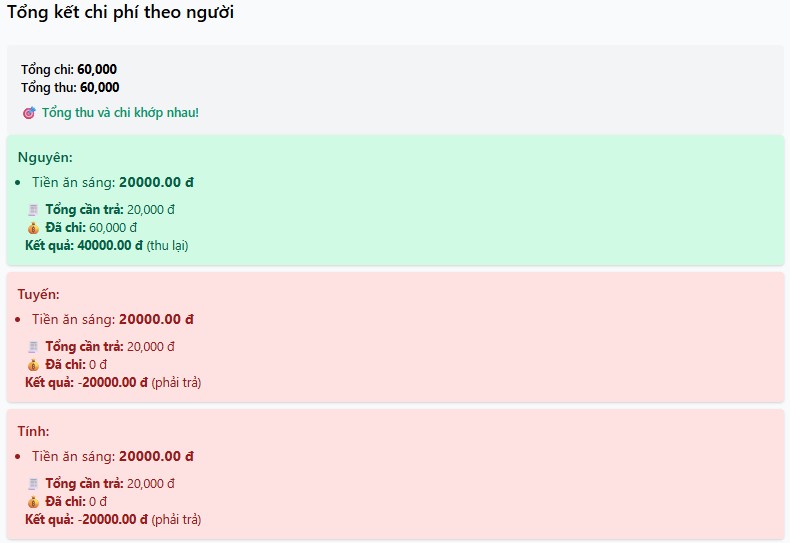 Tổng kết chi phí theo người
Tổng chi: 60,000
Tổng thu: 60,000
🎯 Tổng thu và chi khớp nhau!
Nguyên:
• Tiền ăn sáng: 20000.00 đ
🧾 Tổng cần trả: 20,000 đ
💰 Đã chi: 60,000 đ
Kết quả: 40000.00 đ (thu lại)
Tuyến:
• Tiền ăn sáng: 20000.00 đ
🧾 Tổng cần trả: 20,000 đ
💰 Đã chi: 0 đ
Kết quả: -20000.00 đ (phải trả)
Tính:
• Tiền ăn sáng: 20000.00 đ
🧾 Tổng cần trả: 20,000 đ
💰 Đã chi: 0 đ
Kết quả: -20000.00 đ (phải trả)